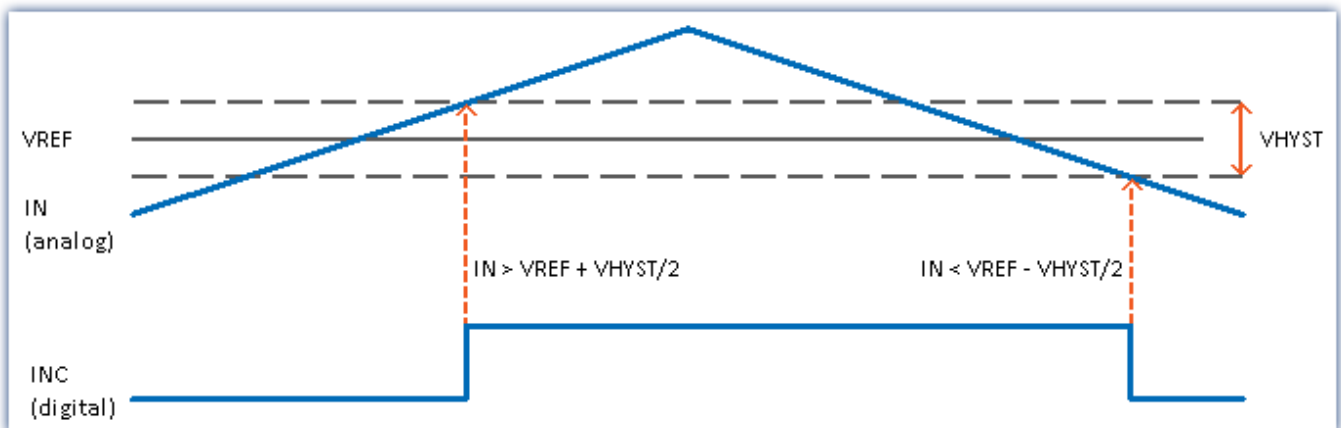 VREF
VHYST
IN
(analog)
IN > VREF + VHYST/2
IN < VREF - VHYST/2
INC
(digital)